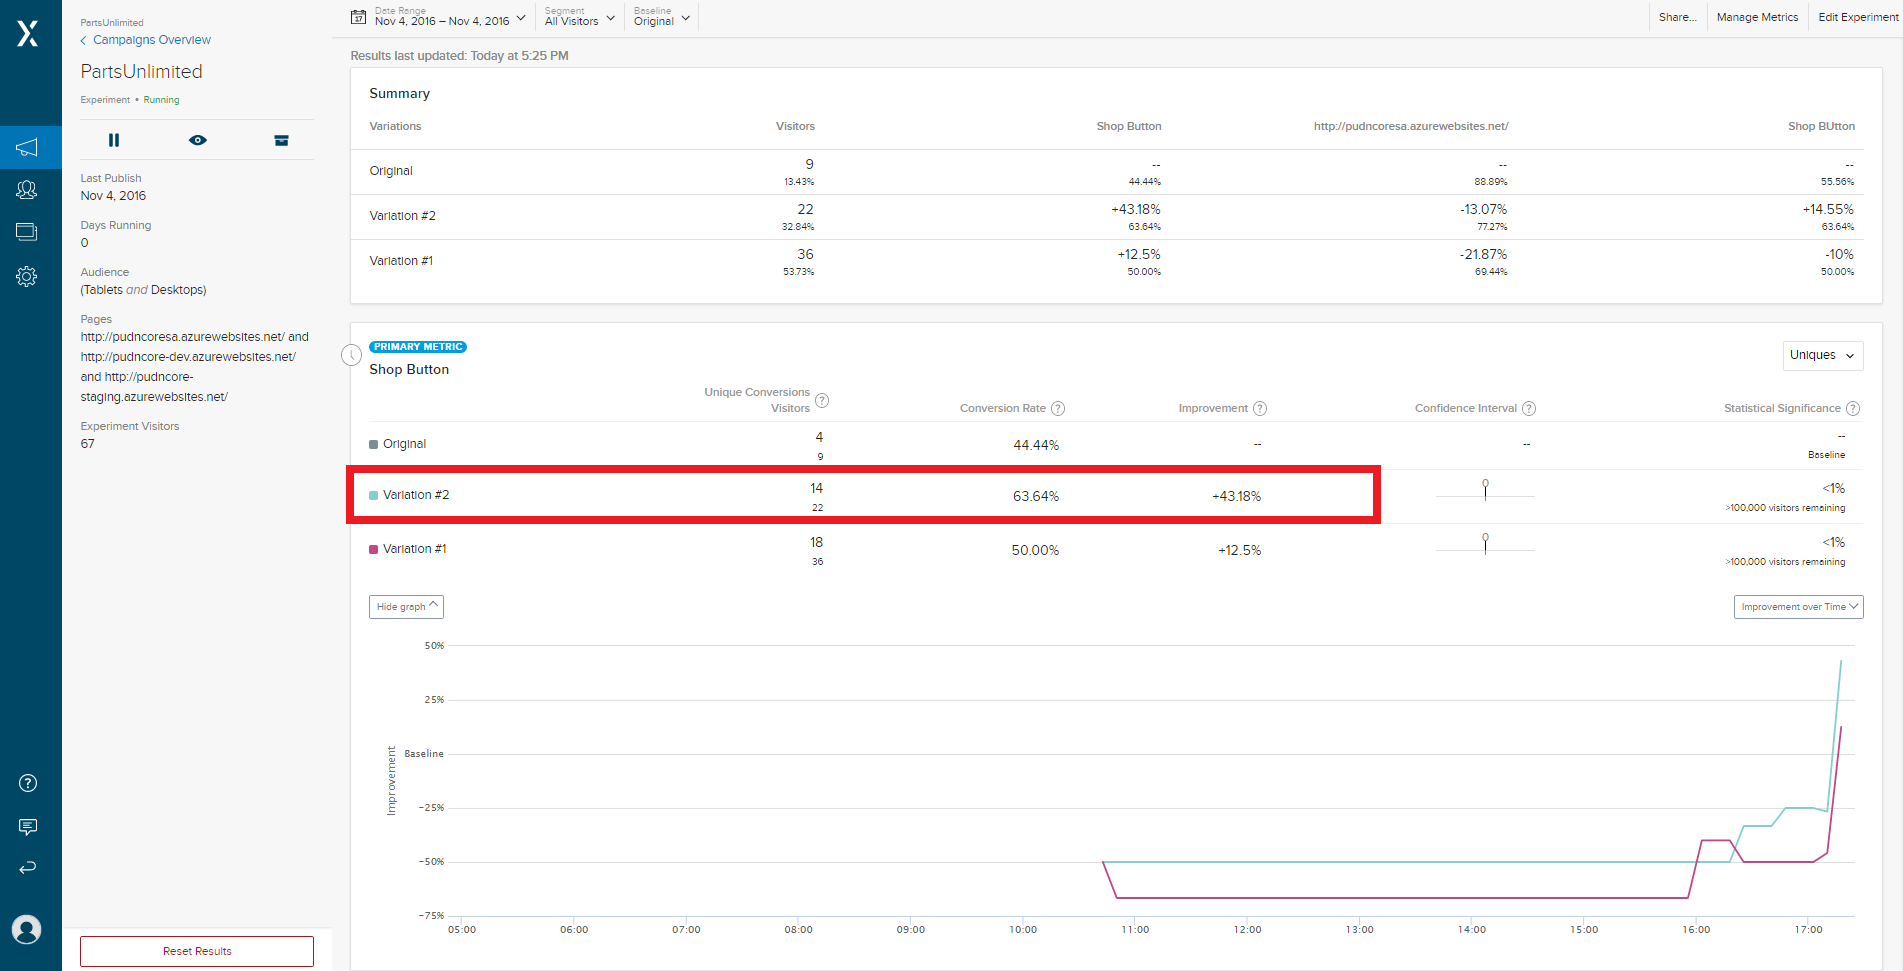 PartsUnlimited
Campaigns Overview
PartsUnlimited
Experiment • Running
Last Publish
Nov 4, 2016
Days Running
0
Audience
(Tablets and Desktops)
Pages
http://pudncoresa.azurewebsites.net/ and
http://pudncore-dev.azurewebsites.net/
and http://pudncore-
staging.azurewebsites.net/
Experiment Visitors
67
Reset Results
17
Date Range
Nov 4, 2016 – Nov 4, 2016
Segment
All Visitors
Baseline
Original
Share... Manage Metrics Edit Experiment
Results last updated: Today at 5:25 PM
Summary
Variations Visitors Shop Button http://pudncoresa.azurewebsites.net/ Shop BUtton
Original 9 -- -- --
13.43% 44.44% 88.89% 55.56%
Variation #2 22 +43.18% -13.07% +14.55%
32.84% 63.64% 77.27% 63.64%
Variation #1 36 +12.5% -21.87% -10%
53.73% 50.00% 69.44% 50.00%
PRIMARY METRIC
Shop Button
Uniques
Unique Conversions
Visitors ? Conversion Rate ? Improvement ? Confidence Interval ? Statistical Significance ?
Original 4 44.44% -- -- --
9 Baseline
Variation #2 14 63.64% +43.18% 0 <1%
22 >100,000 visitors remaining
Variation #1 18 50.00% +12.5% 0 <1%
36 >100,000 visitors remaining
Hide graph Improvement over Time
Improvement
50%
25%
Baseline
−25%
−50%
−75%
05:00 06:00 07:00 08:00 09:00 10:00 11:00 12:00 13:00 14:00 15:00 16:00 17:00